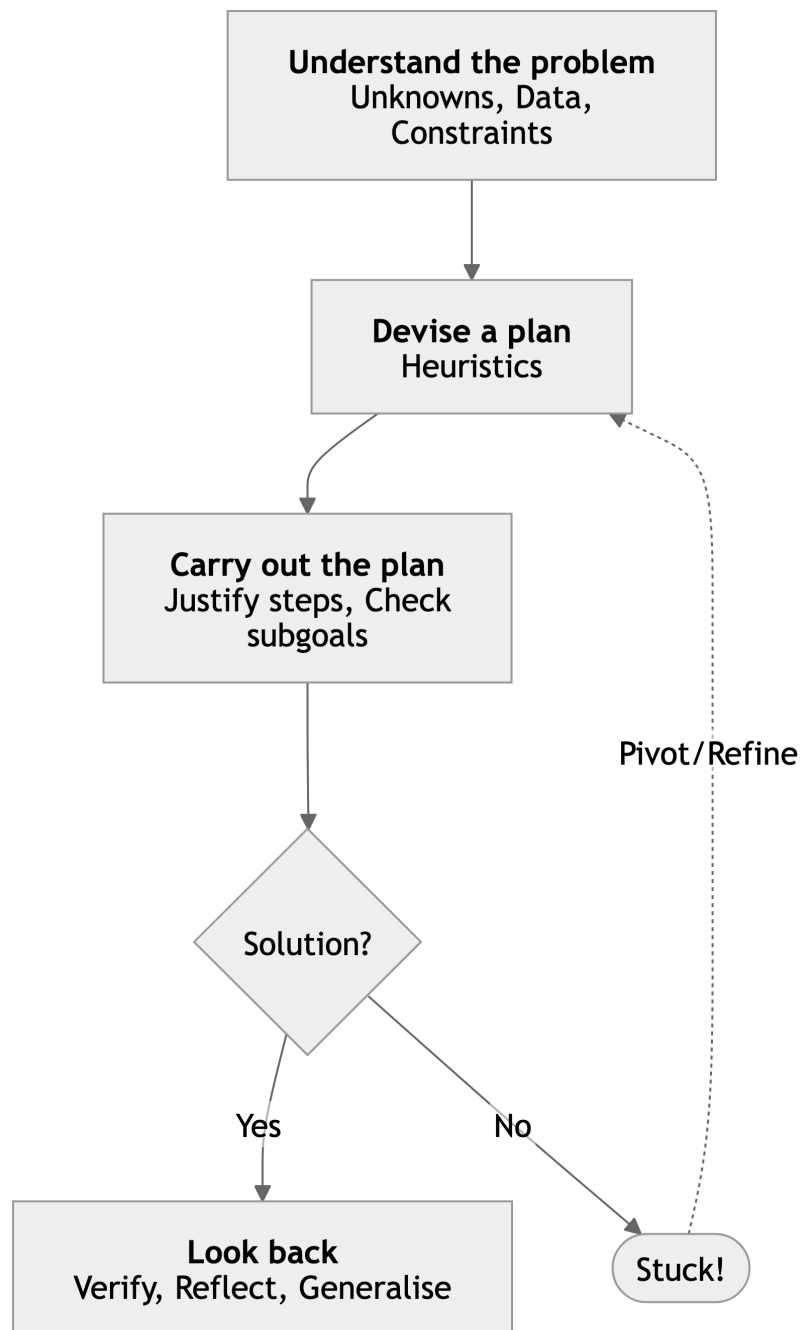 Understand the problem
Unknowns, Data,
Constraints
Devise a plan
Heuristics
Carry out the plan
Justify steps, Check
subgoals
Pivot/Refine
Solution?
Yes
No
Look back
Verify, Reflect, Generalise
Stuck!